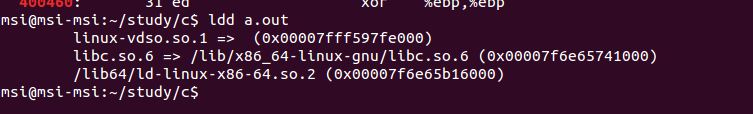 400460: 31 ed xor %ebp,%ebp
msi@msi-msi:~/study/c$ ldd a.out
linux-vdso.so.1 => (0x00007fff597fe000)
libc.so.6 => /lib/x86_64-linux-gnu/libc.so.6 (0x00007f6e65741000)
/lib64/ld-linux-x86-64.so.2 (0x00007f6e65b16000)
msi@msi-msi:~/study/c$